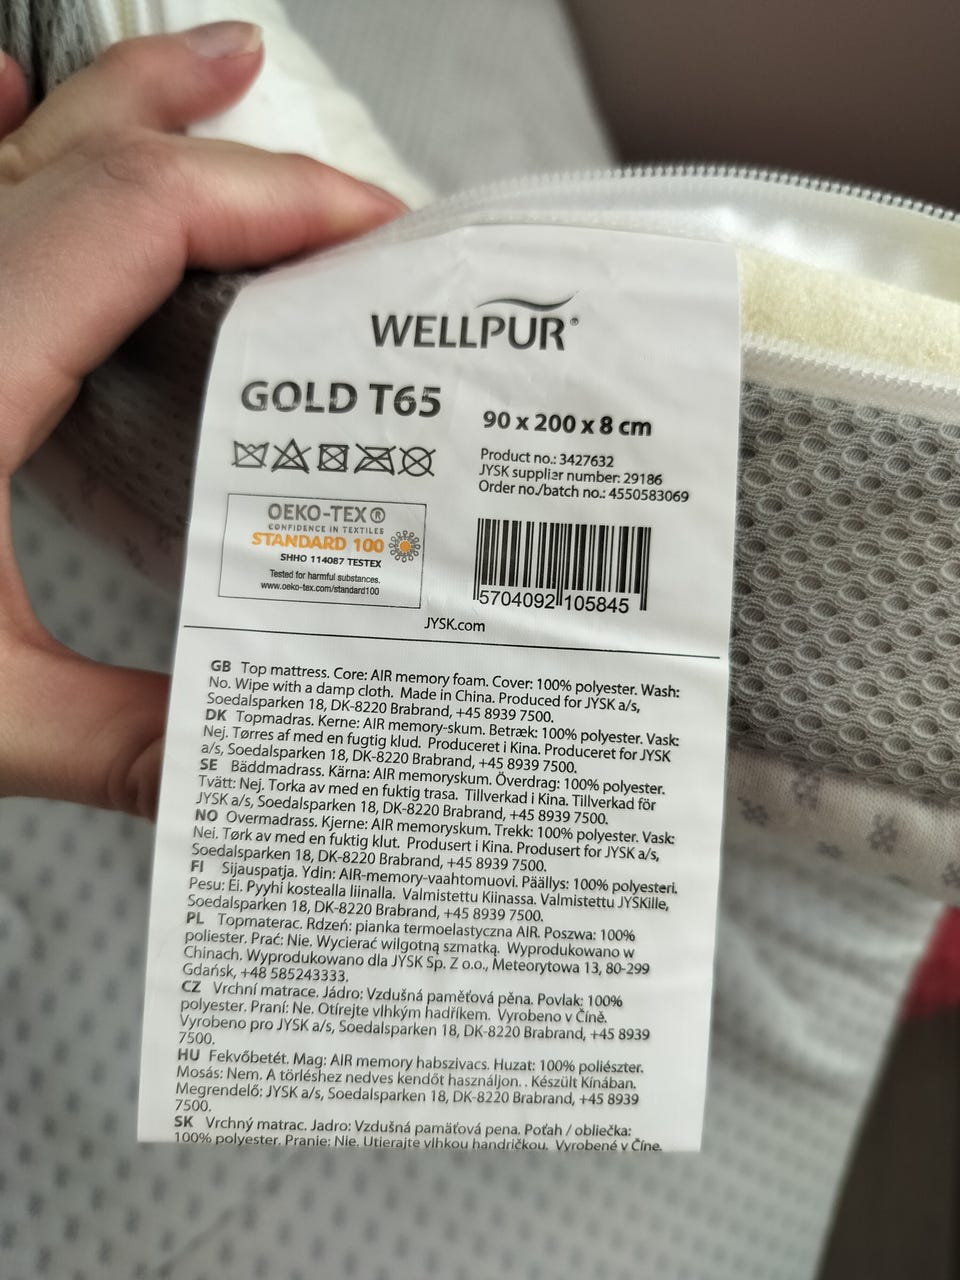 WELLPUR®
GOLD T65
90 x 200 x 8 cm
Product no.: 3427632
JYSK supplier number: 29186
Order no./batch no.: 4550583069
OEKO-TEX®
CONFIDENCE IN TEXTILES
STANDARD 100
SHHO 114087 TESTEX
Tested for harmful substances.
www.oeko-tex.com/standard100
5704092 105845
JYSK.com
GB Top mattress. Core: AIR memory foam. Cover: 100% polyester. Wash:
No. Wipe with a damp cloth. Made in China. Produced for JYSK a/s,
Soedalsparken 18, DK-8220 Brabrand, +45 8939 7500.
DK Topmadras. Kerne: AIR memory-skum. Betræk: 100% polyester. Vask:
Nej. Tørres af med en fugtig klud. Produceret i Kina. Produceret for JYSK
a/s, Soedalsparken 18, DK-8220 Brabrand, +45 8939 7500.
SE Bäddmadrass. Kärna: AIR memoryskum. Överdrag: 100% polyester.
Tvätt: Nej. Torka av med en fuktig trasa. Tillverkad i Kina. Tillverkad för
JYSK a/s, Soedalsparken 18, DK-8220 Brabrand, +45 8939 7500.
NO Overmadrass. Kjerne: AIR memoryskum. Trekk: 100% polyester. Vask:
Nei. Tørk av med en fuktig klut. Produsert i Kina. Produsert for JYSK a/s,
Soedalsparken 18, DK-8220 Brabrand, +45 8939 7500.
FI Sijauspatja. Ydin: AIR-memory-vaahtomuovi. Päällys: 100% polyesteri.
Pesu: Ei. Pyyhi kostealla liinalla. Valmistettu Kiinassa. Valmistettu JYSKille,
Soedalsparken 18, DK-8220 Brabrand, +45 8939 7500.
PL Topmaterac. Rdzeń: pianka termoelastyczna AIR. Poszwa: 100%
poliester. Prać: Nie. Wycierać wilgotną szmatką. Wyprodukowano w
Chinach. Wyprodukowano dla JYSK Sp. Z o.o., Meteorytowa 13, 80-299
Gdańsk, +48 585243333.
CZ Vrchní matrace. Jádro: Vzdušná paměťová pěna. Povlak: 100%
polyester. Praní: Ne. Otírejte vlhkým hadříkem. Vyrobeno v Číně.
Vyrobeno pro JYSK a/s, Soedalsparken 18, DK-8220 Brabrand, +45 8939
7500.
HU Fekvőbetét. Mag: AIR memory habszivacs. Huzat: 100% poliészter.
Mosás: Nem. A törléshez nedves kendőt használjon. . Készült Kínában.
Megrendelő: JYSK a/s, Soedalsparken 18, DK-8220 Brabrand, +45 8939
7500.
SK Vrchný matrac. Jadro: Vzdušná pamäťová pena. Poťah / obliečka:
100% polyester. Pranie: Nie. Utierajte vlhkou handričkou. Vyrobené v Číne.